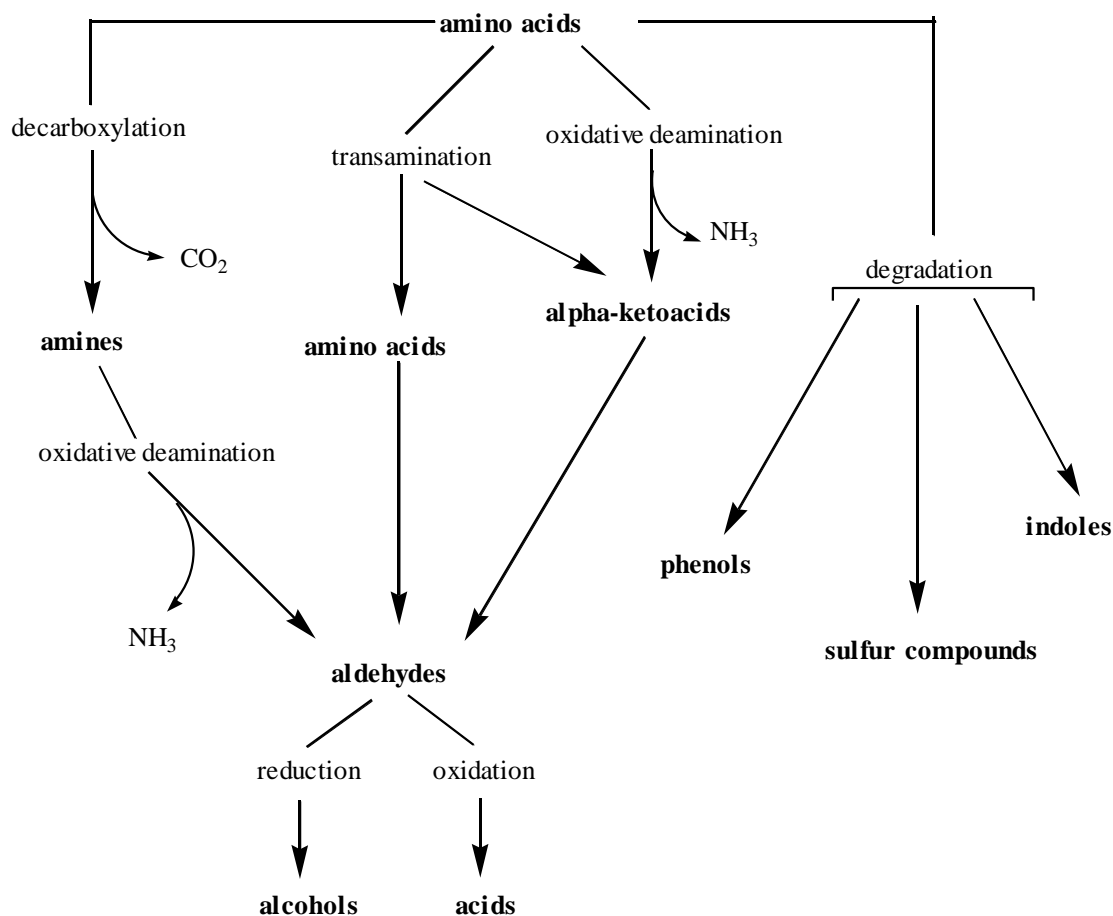 amino acids
decarboxylation
oxidative deamination
transamination
NH₃
CO₂
degradation
alpha-ketoacids
amines
amino acids
oxidative deamination
indoles
phenols
NH₃
sulfur compounds
aldehydes
reduction
oxidation
alcohols
acids